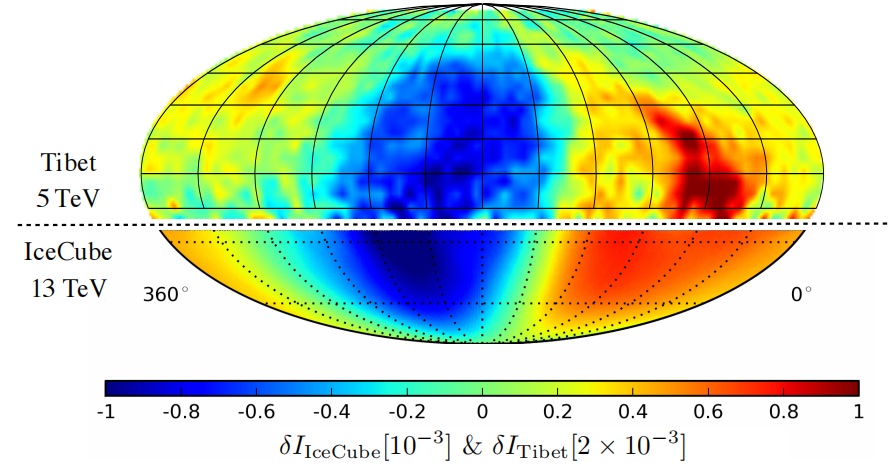 Tibet
5 TeV
IceCube
13 TeV
360° 0°
-1 -0.8 -0.6 -0.4 -0.2 0 0.2 0.4 0.6 0.8 1
δI_IceCube[10⁻³] & δI_Tibet[2 × 10⁻³]